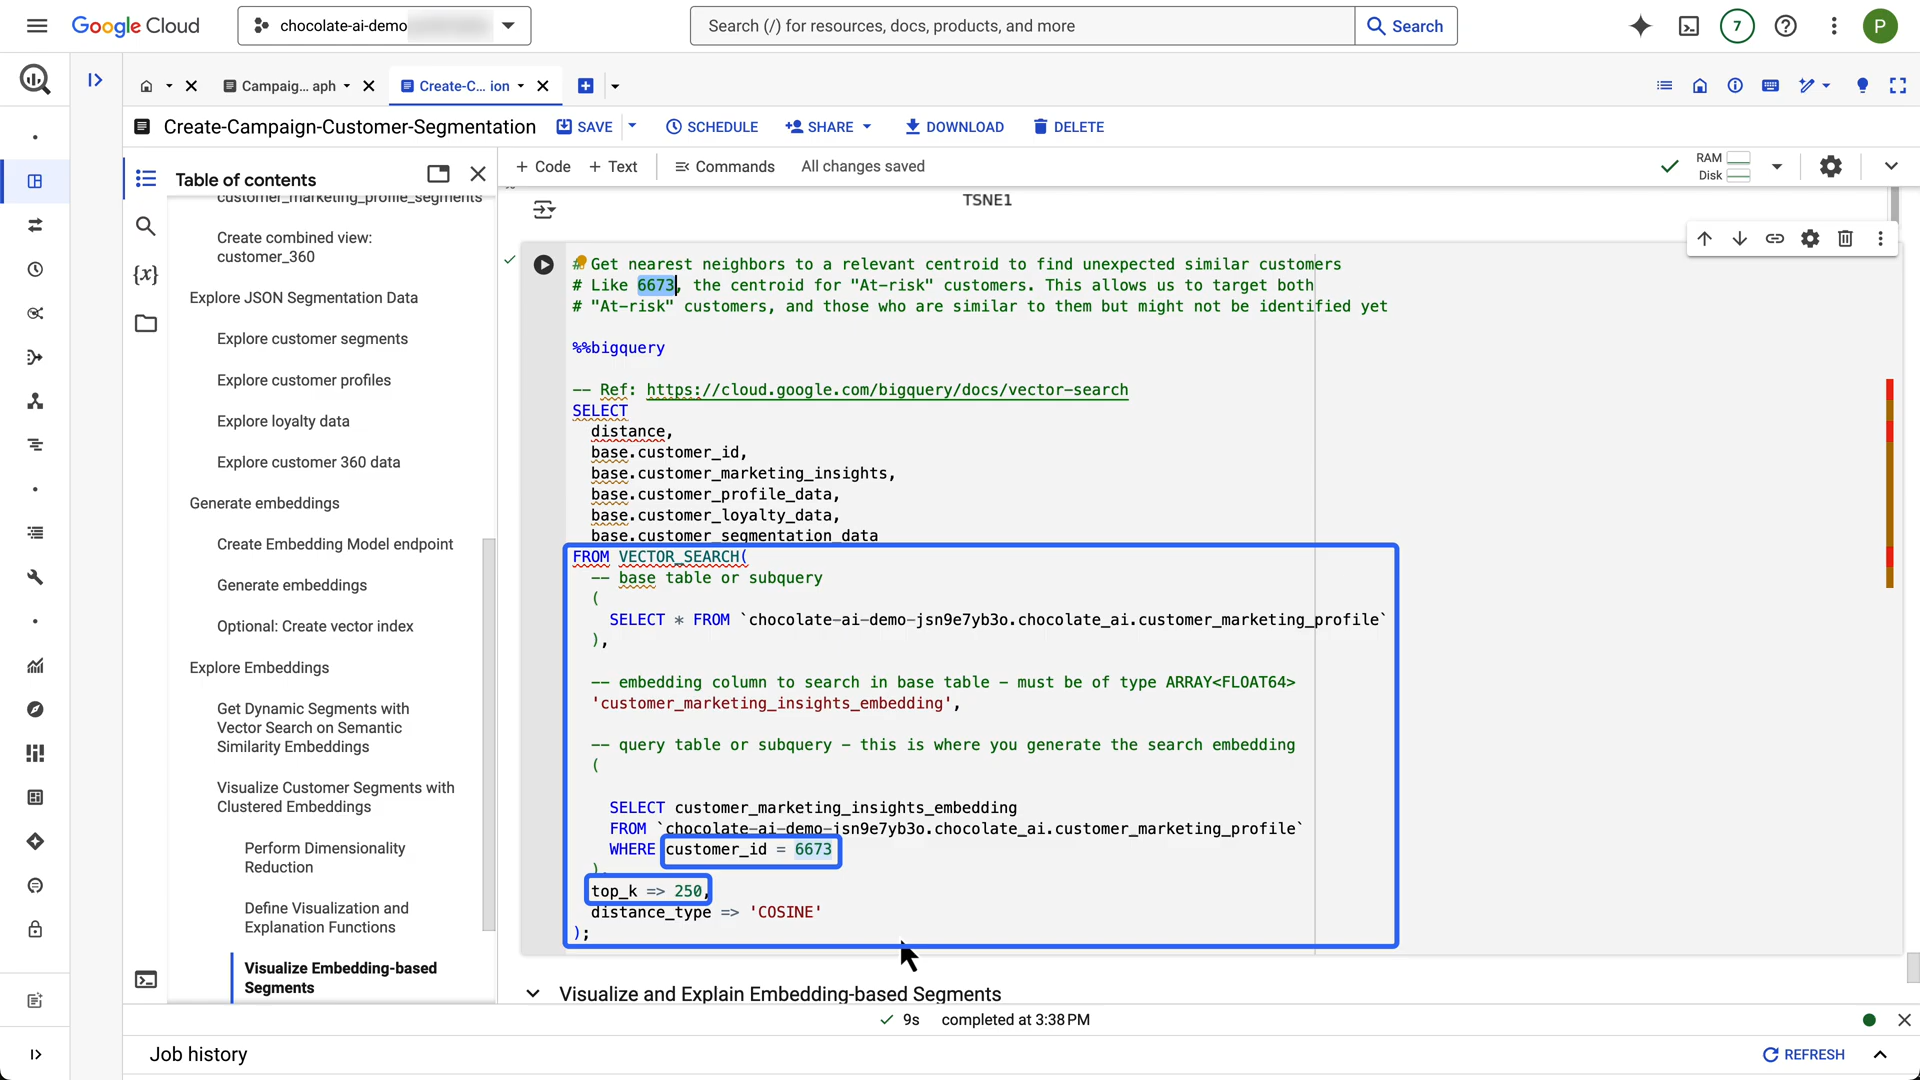 Google Cloud
chocolate-ai-demo
Search (/) for resources, docs, products, and more
Search
7
P
Campaig... aph
Create-C... ion
Create-Campaign-Customer-Segmentation
SAVE
SCHEDULE
SHARE
DOWNLOAD
DELETE
Table of contents
+ Code
+ Text
Commands
All changes saved
RAM
Disk
customer_marketing_profile_segments
Create combined view:
customer_360
Explore JSON Segmentation Data
Explore customer segments
Explore customer profiles
Explore loyalty data
Explore customer 360 data
Generate embeddings
Create Embedding Model endpoint
Generate embeddings
Optional: Create vector index
Explore Embeddings
Get Dynamic Segments with
Vector Search on Semantic
Similarity Embeddings
Visualize Customer Segments with
Clustered Embeddings
Perform Dimensionality
Reduction
Define Visualization and
Explanation Functions
Visualize Embedding-based
Segments
TSNE1
# Get nearest neighbors to a relevant centroid to find unexpected similar customers
# Like 6673, the centroid for "At-risk" customers. This allows us to target both
# "At-risk" customers, and those who are similar to them but might not be identified yet
%%bigquery
-- Ref: https://cloud.google.com/bigquery/docs/vector-search
SELECT
distance,
base.customer_id,
base.customer_marketing_insights,
base.customer_profile_data,
base.customer_loyalty_data,
base.customer_segmentation_data
FROM VECTOR_SEARCH(
-- base table or subquery
(
SELECT * FROM `chocolate-ai-demo-jsn9e7yb3o.chocolate_ai.customer_marketing_profile`
),
-- embedding column to search in base table - must be of type ARRAY<FLOAT64>
'customer_marketing_insights_embedding',
-- query table or subquery - this is where you generate the search embedding
(
SELECT customer_marketing_insights_embedding
FROM `chocolate-ai-demo-jsn9e7yb3o.chocolate_ai.customer_marketing_profile`
WHERE customer_id = 6673
)
top_k => 250,
distance_type => 'COSINE'
);
Visualize and Explain Embedding-based Segments
9s completed at 3:38 PM
Job history
REFRESH